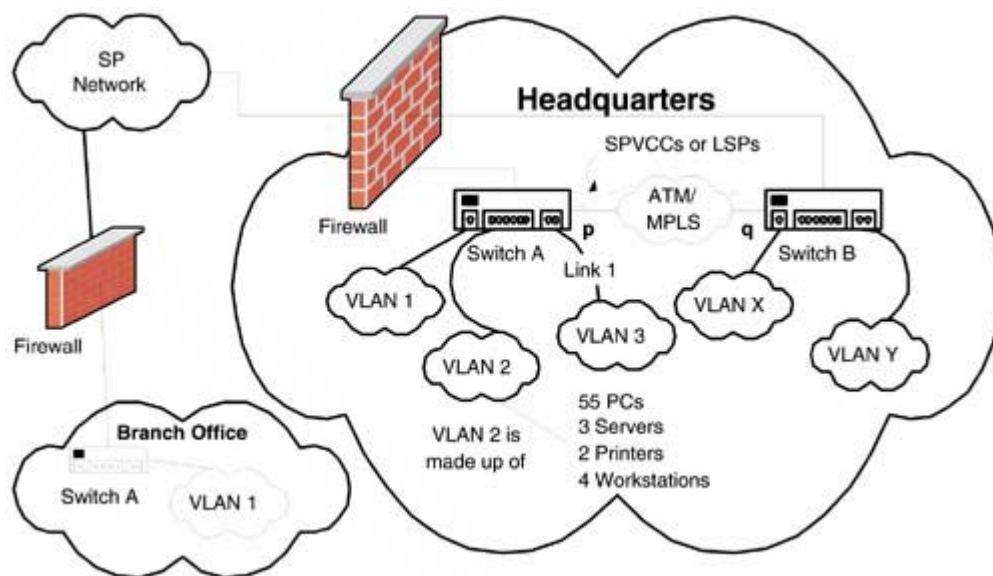 SP
Network
Headquarters
SPVCCs or LSPs
Firewall
ATM/
MPLS
p
q
Switch A
Switch B
Link 1
VLAN 1
VLAN 2
VLAN 3
VLAN X
VLAN Y
Firewall
VLAN 2 is
made up of
55 PCs
3 Servers
2 Printers
4 Workstations
Branch Office
Switch A
VLAN 1